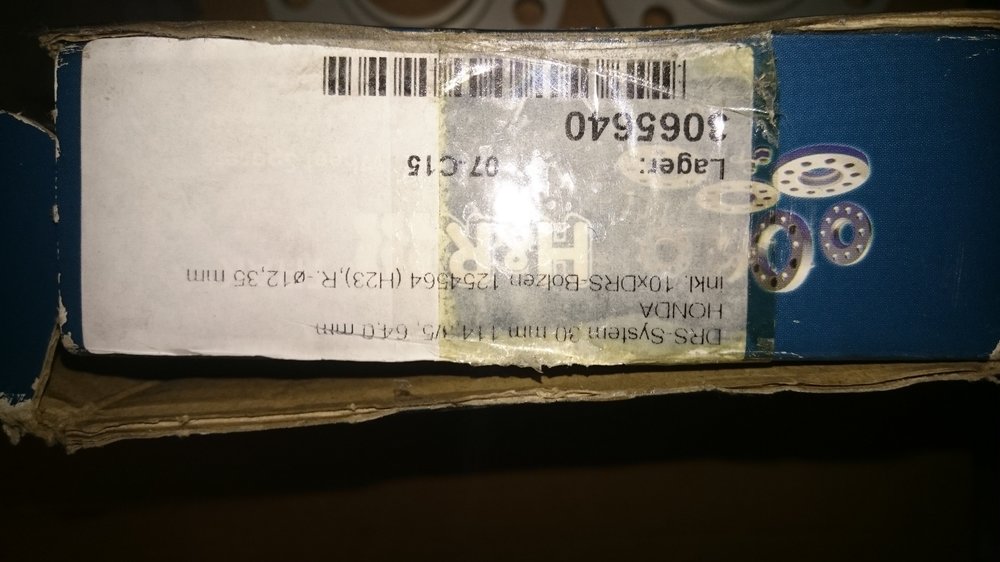 DRS-System 30 mm 114,3/5, 64,0 mm
HONDA
inkl. 10xDRS-Bolzen 1254564 (H23),R.-ø12,35 mm
H&R
Lager: 07-C15
3065640